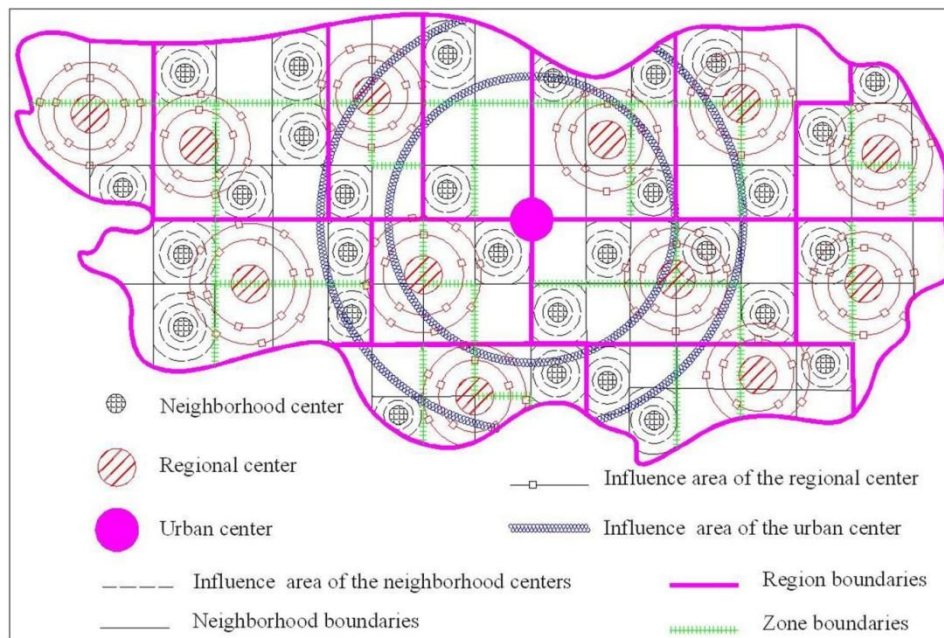 Neighborhood center
Regional center
Influence area of the regional center
Urban center
Influence area of the urban center
Influence area of the neighborhood centers
Region boundaries
Neighborhood boundaries
Zone boundaries